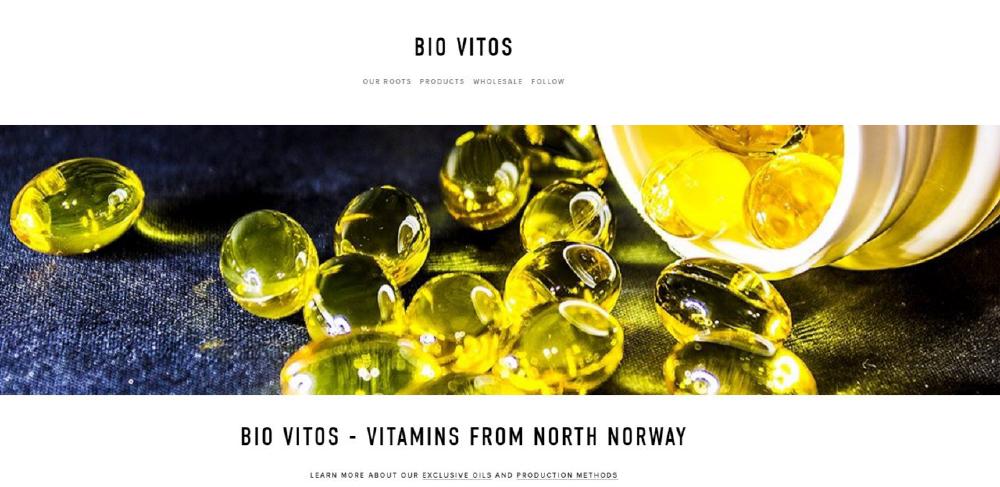 BIO VITOS
OUR ROOTS PRODUCTS WHOLESALE FOLLOW
BIO VITOS - VITAMINS FROM NORTH NORWAY
LEARN MORE ABOUT OUR EXCLUSIVE OILS AND PRODUCTION METHODS